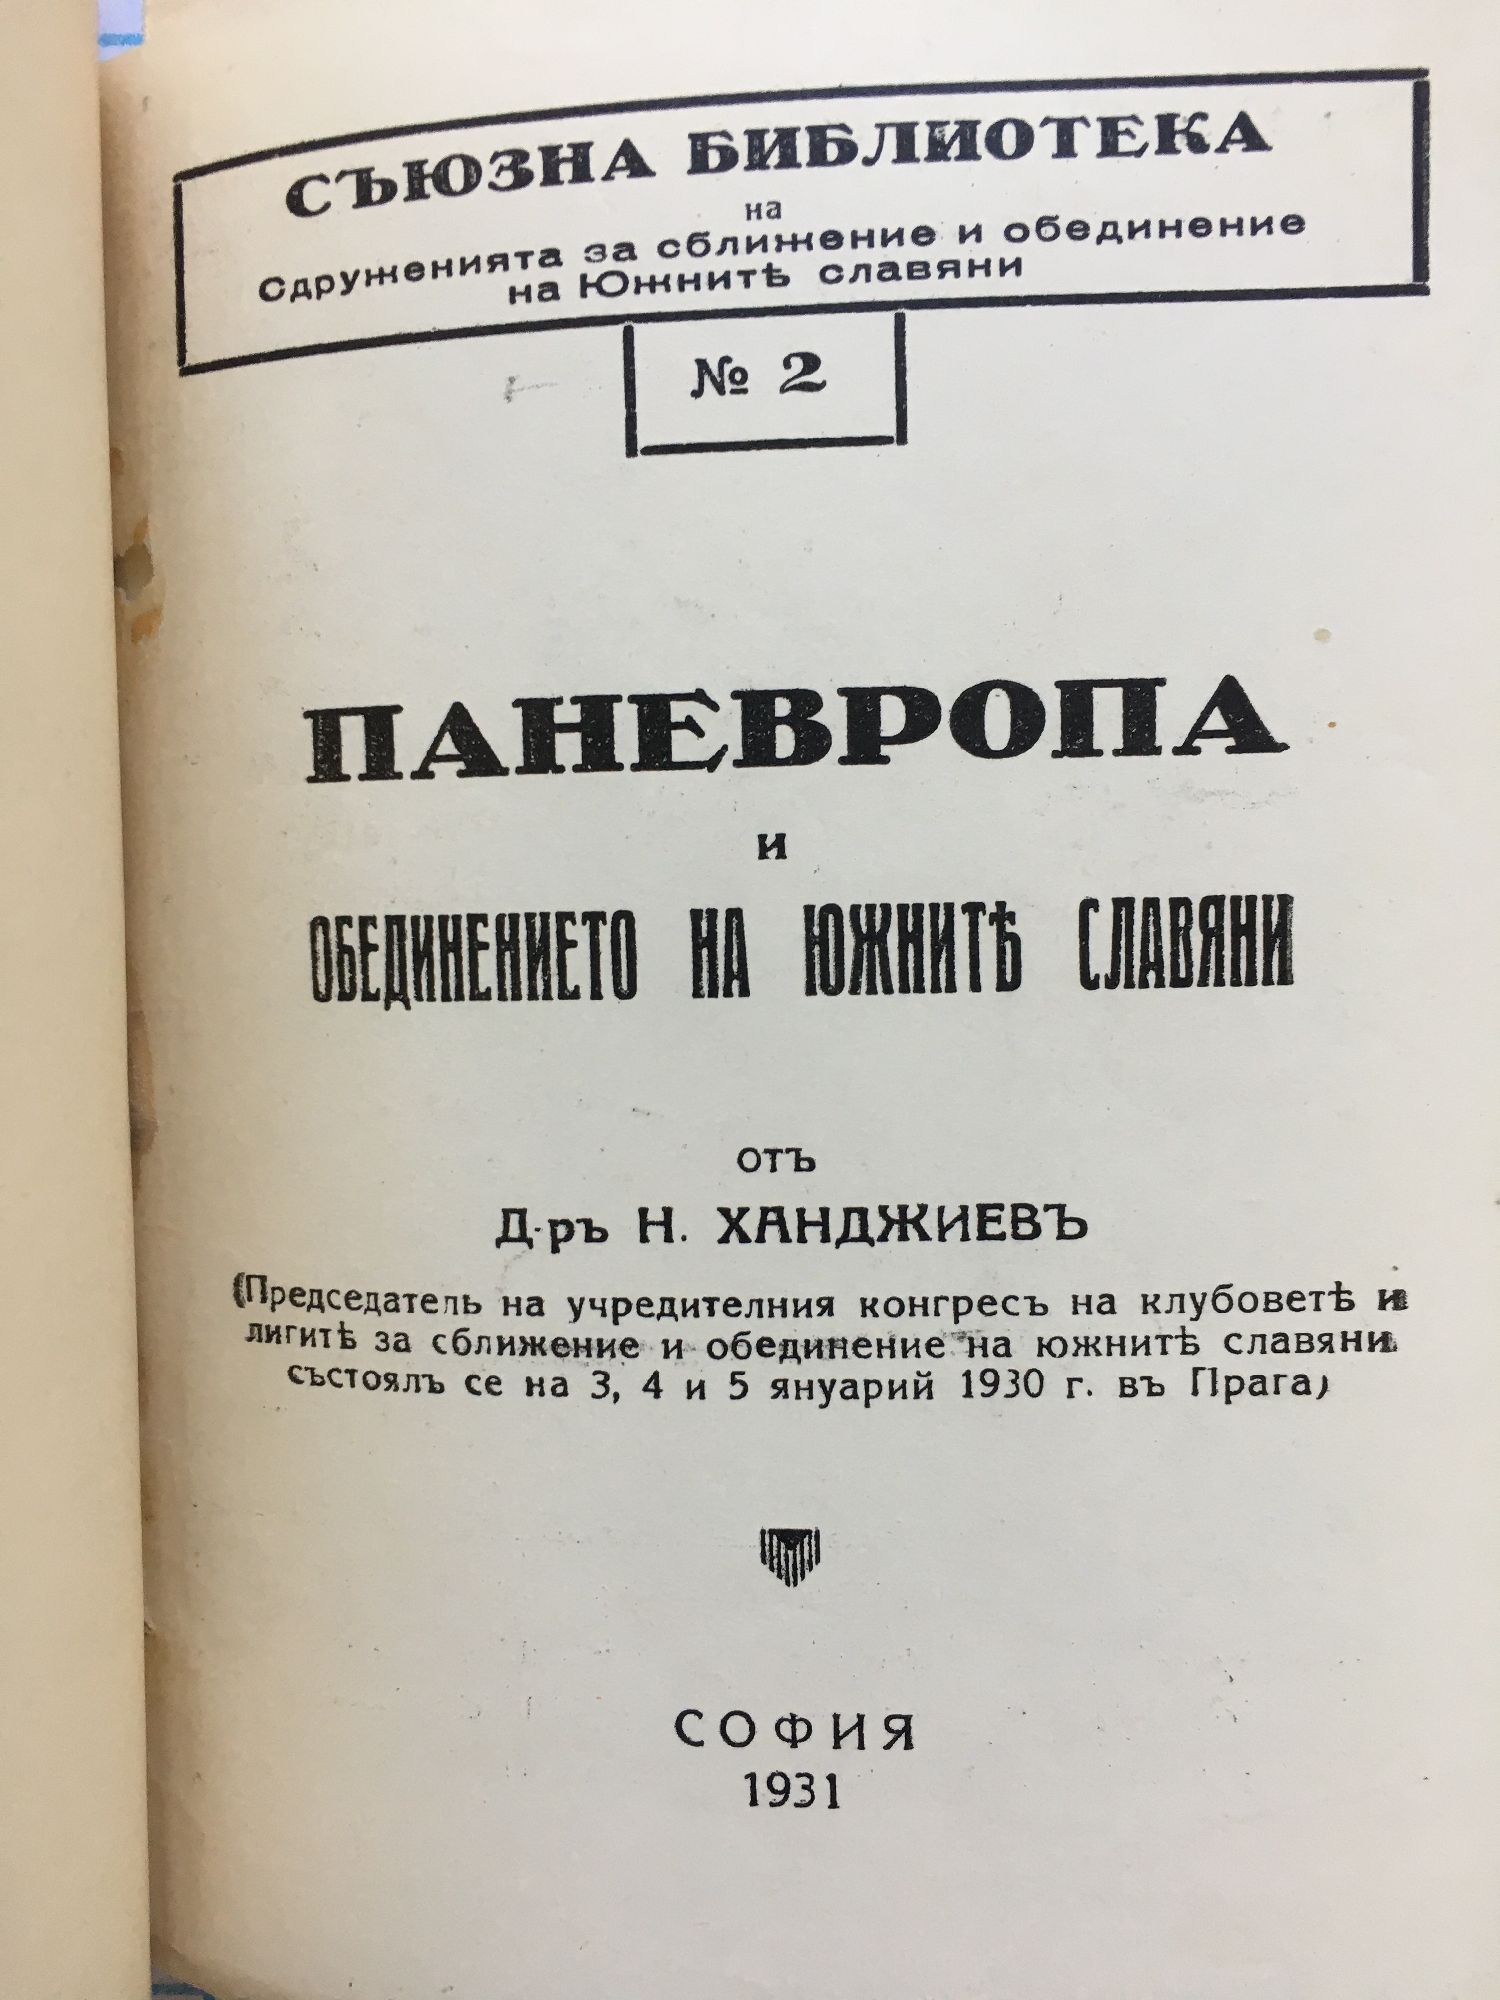 СЪЮЗНА БИБЛИОТЕКА
на
Сдруженията за сближение и обединение
на Южнитѣ славяни
№ 2
ПАНЕВРОПА
и
ОБЕДИНЕНИЕТО НА ЮЖНИТѢ СЛАВЯНИ
отъ
Д-ръ Н. ХАНДЖИЕВЪ
(Председатель на учредителния конгресъ на клубоветѣ и
лигитѣ за сближение и обединение на южнитѣ славяни
състоялъ се на 3, 4 и 5 януарий 1930 г. въ Прага)
СОФИЯ
1931